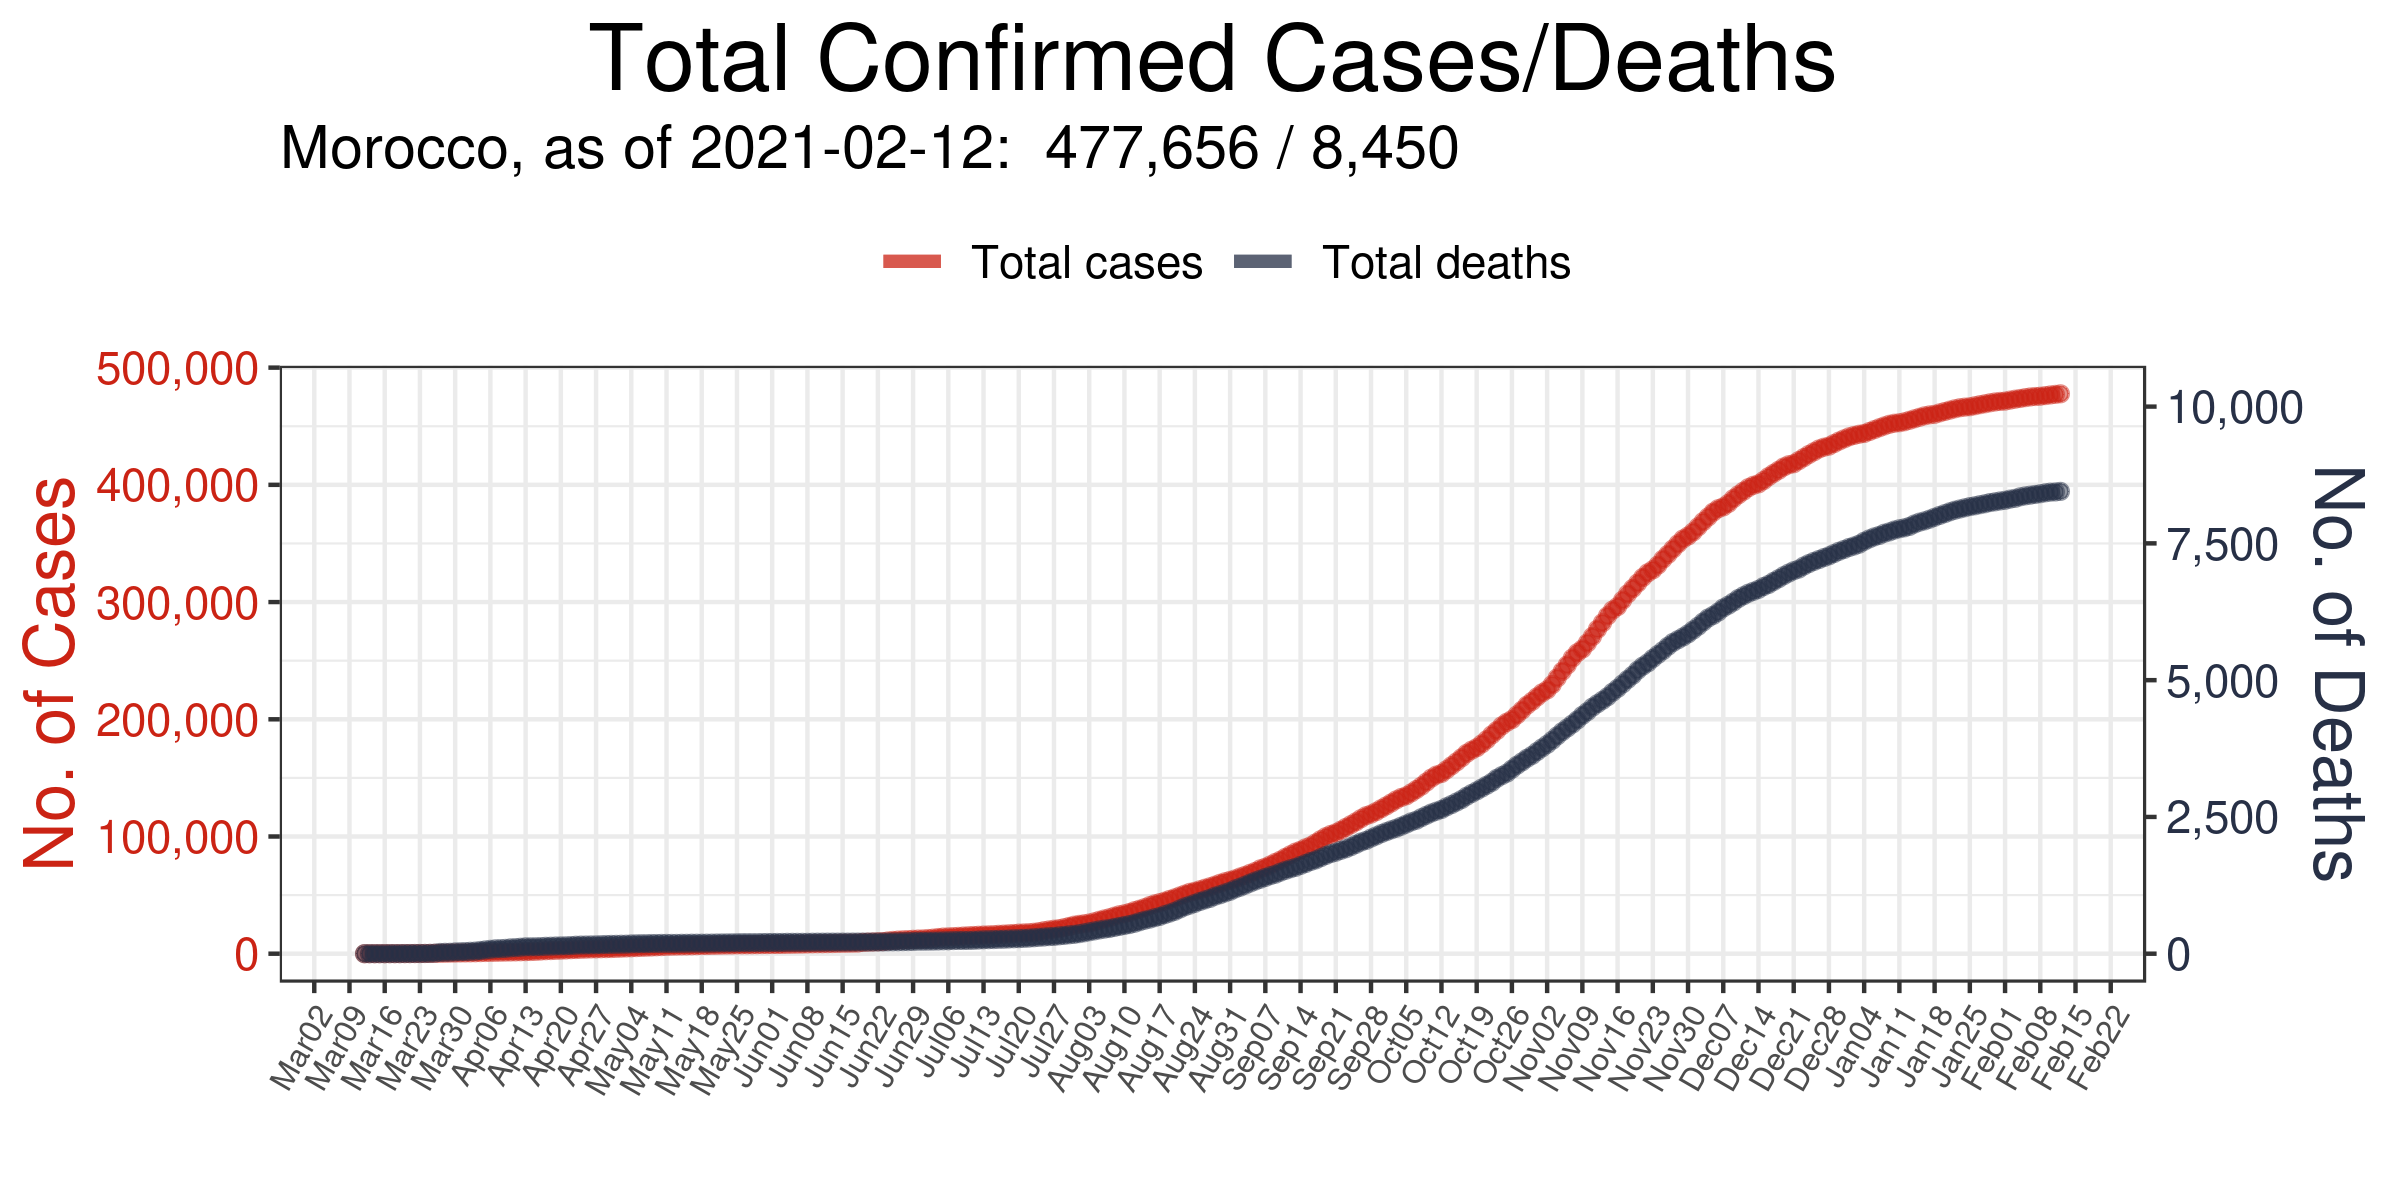 Total Confirmed Cases/Deaths
Morocco, as of 2021-02-12:  477,656 / 8,450
Total cases
Total deaths
No. of Cases
500,000
400,000
300,000
200,000
100,000
0
10,000
7,500
5,000
2,500
0
No. of Deaths
Mar02
Mar09
Mar16
Mar23
Mar30
Apr06
Apr13
Apr20
Apr27
May04
May11
May18
May25
Jun01
Jun08
Jun15
Jun22
Jun29
Jul06
Jul13
Jul20
Jul27
Aug03
Aug10
Aug17
Aug24
Aug31
Sep07
Sep14
Sep21
Sep28
Oct05
Oct12
Oct19
Oct26
Nov02
Nov09
Nov16
Nov23
Nov30
Dec07
Dec14
Dec21
Dec28
Jan04
Jan11
Jan18
Jan25
Feb01
Feb08
Feb15
Feb22